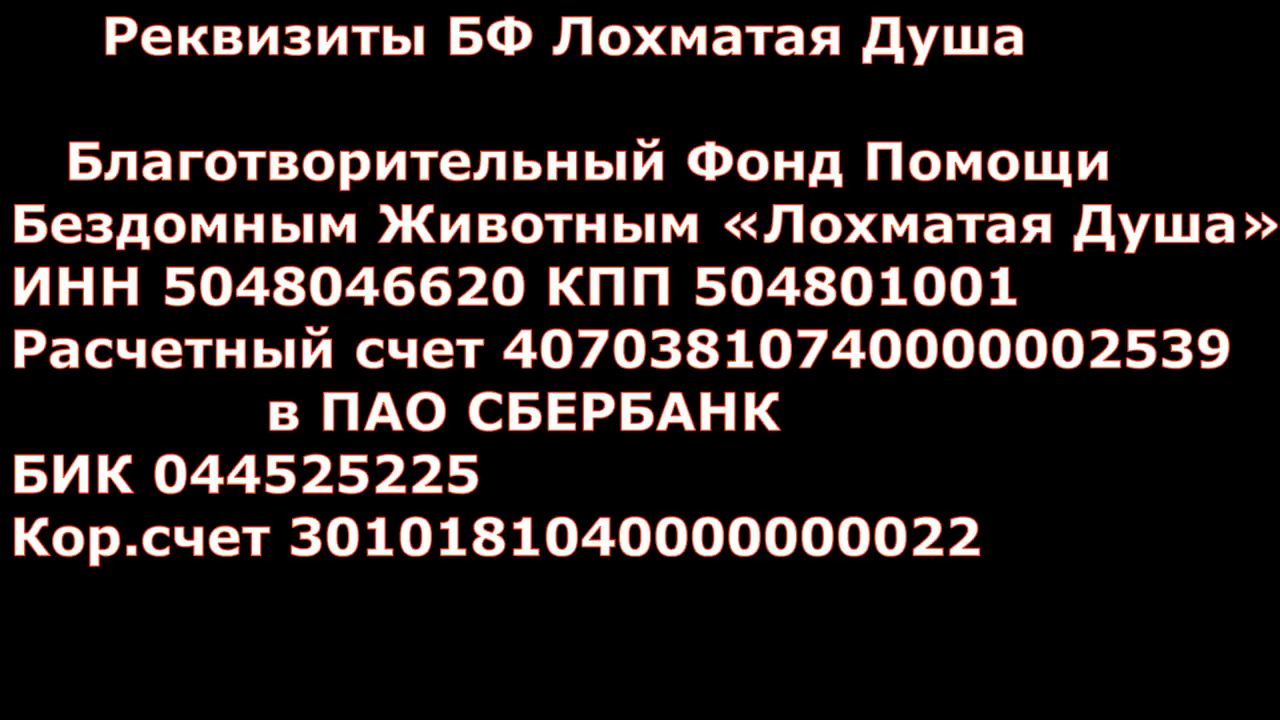 Реквизиты БФ Лохматая Душа
Благотворительный Фонд Помощи
Бездомным Животным «Лохматая Душа»
ИНН 5048046620 КПП 504801001
Расчетный счет 40703810740000002539
в ПАО СБЕРБАНК
БИК 044525225
Кор.счет 3010181040000000022